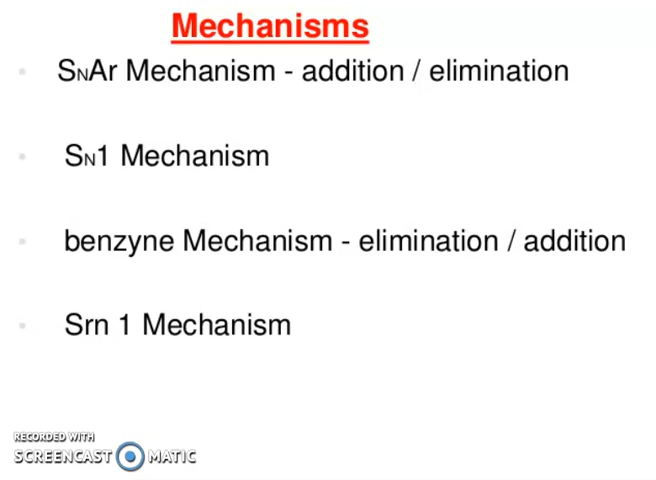 Mechanisms
SNAr Mechanism - addition / elimination
SN1 Mechanism
benzyne Mechanism - elimination / addition
Srn 1 Mechanism
RECORDED WITH
SCREENCAST MATIC